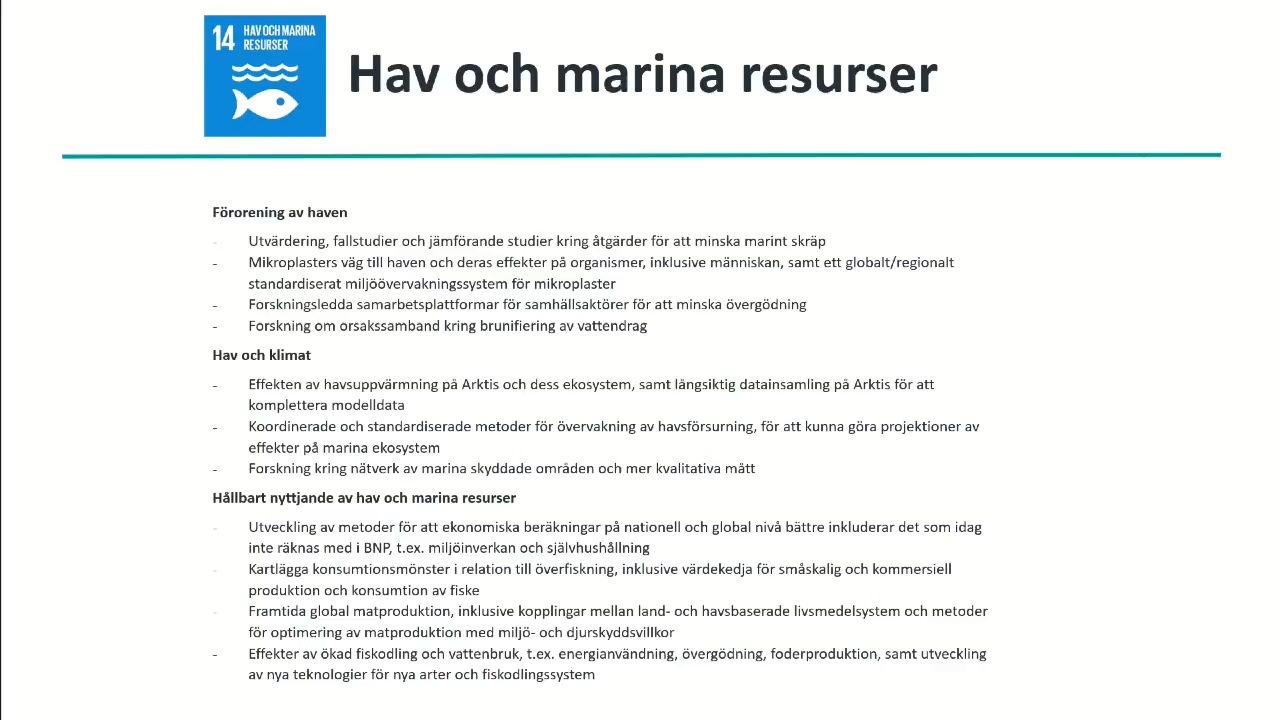 14 HAV OCH MARINA
RESURSER
Hav och marina resurser
Förorening av haven
- Utvärdering, fallstudier och jämförande studier kring åtgärder för att minska marint skräp
- Mikroplasters väg till haven och deras effekter på organismer, inklusive människan, samt ett globalt/regionalt
standardiserat miljöövervakningssystem för mikroplaster
- Forskningsledda samarbetsplattformar för samhällsaktörer för att minska övergödning
- Forskning om orsakssamband kring brunifiering av vattendrag
Hav och klimat
- Effekten av havsuppvärmning på Arktis och dess ekosystem, samt långsiktig datainsamling på Arktis för att
komplettera modelldata
- Koordinerade och standardiserade metoder för övervakning av havsförsurning, för att kunna göra projektioner av
effekter på marina ekosystem
- Forskning kring nätverk av marina skyddade områden och mer kvalitativa mått
Hållbart nyttjande av hav och marina resurser
- Utveckling av metoder för att ekonomiska beräkningar på nationell och global nivå bättre inkluderar det som idag
inte räknas med i BNP, t.ex. miljöinverkan och självhushållning
- Kartlägga konsumtionsmönster i relation till överfiskning, inklusive värdekedja för småskalig och kommersiell
produktion och konsumtion av fiske
- Framtida global matproduktion, inklusive kopplingar mellan land- och havsbaserade livsmedelsystem och metoder
för optimering av matproduktion med miljö- och djurskyddsvillkor
- Effekter av ökad fiskodling och vattenbruk, t.ex. energianvändning, övergödning, foderproduktion, samt utveckling
av nya teknologier för nya arter och fiskodlingssystem